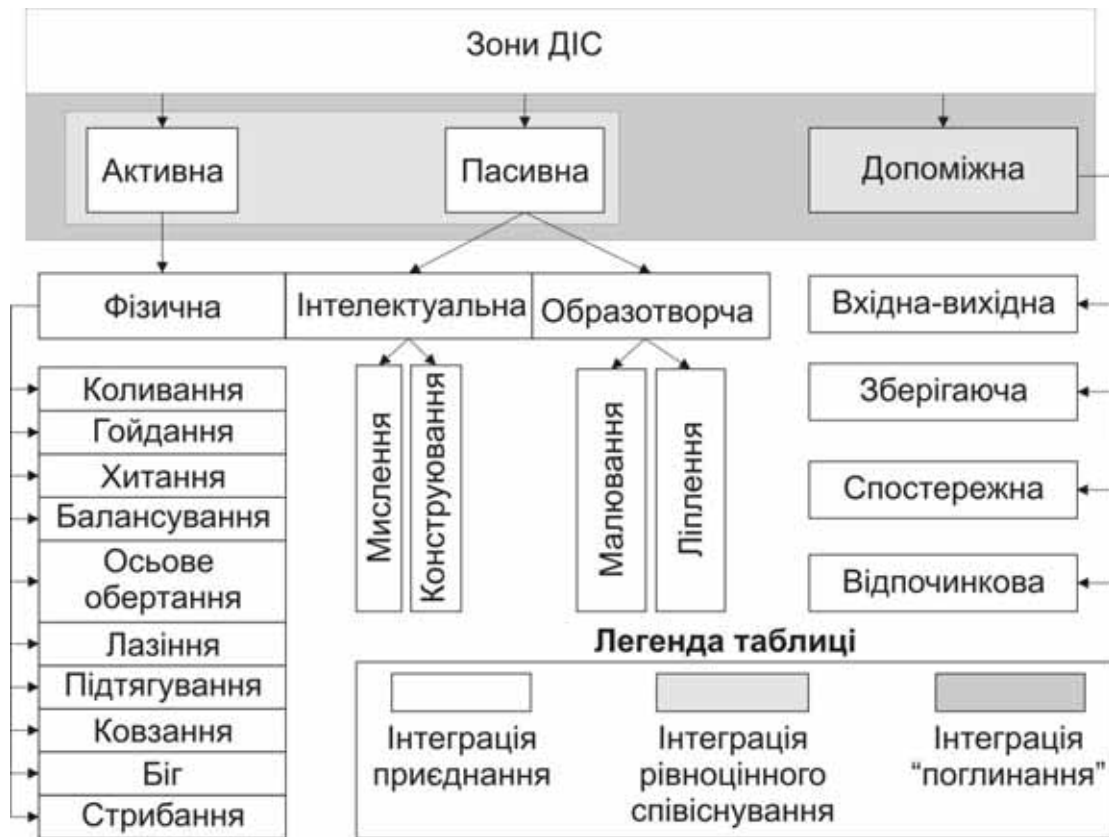 Зони ДІС
Активна
Пасивна
Допоміжна
Фізична
Інтелектуальна
Образотворча
Вхідна-вихідна
Коливання
Гойдання
Хитання
Балансування
Осьове
обертання
Лазіння
Підтягування
Ковзання
Біг
Стрибання
Мислення
Конструювання
Малювання
Ліплення
Зберігаюча
Спостережна
Відпочинкова
Легенда таблиці
Інтеграція
приєднання
Інтеграція
рівноцінного
співіснування
Інтеграція
“поглинання”